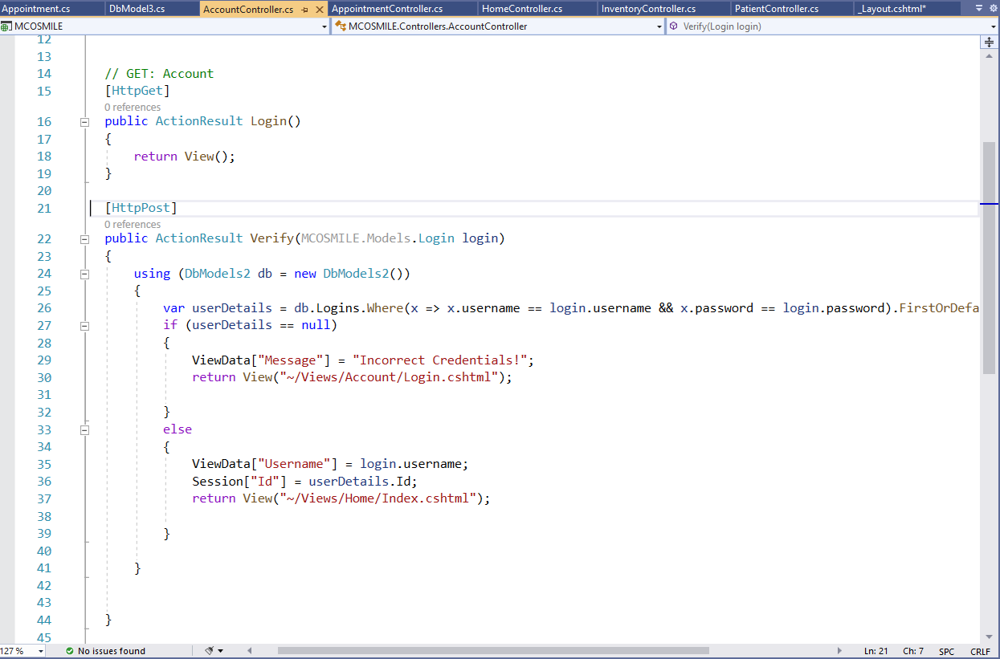 Appointment.cs DbModel3.cs AccountController.cs AppointmentController.cs HomeController.cs InventoryController.cs PatientController.cs _Layout.cshtml*
MCOSMILE MCOSMILE.Controllers.AccountController Verify(Login login)
12
13
14 // GET: Account
15 [HttpGet]
0 references
16 public ActionResult Login()
17 {
18 return View();
19 }
20
21 [HttpPost]
0 references
22 public ActionResult Verify(MCOSMILE.Models.Login login)
23 {
24 using (DbModels2 db = new DbModels2())
25 {
26 var userDetails = db.Logins.Where(x => x.username == login.username && x.password == login.password).FirstOrDefa
27 if (userDetails == null)
28 {
29 ViewData["Message"] = "Incorrect Credentials!";
30 return View("~/Views/Account/Login.cshtml");
31
32 }
33 else
34 {
35 ViewData["Username"] = login.username;
36 Session["Id"] = userDetails.Id;
37 return View("~/Views/Home/Index.cshtml");
38
39 }
40
41 }
42
43
44 }
45
127 % No issues found Ln: 21 Ch: 7 SPC CRLF